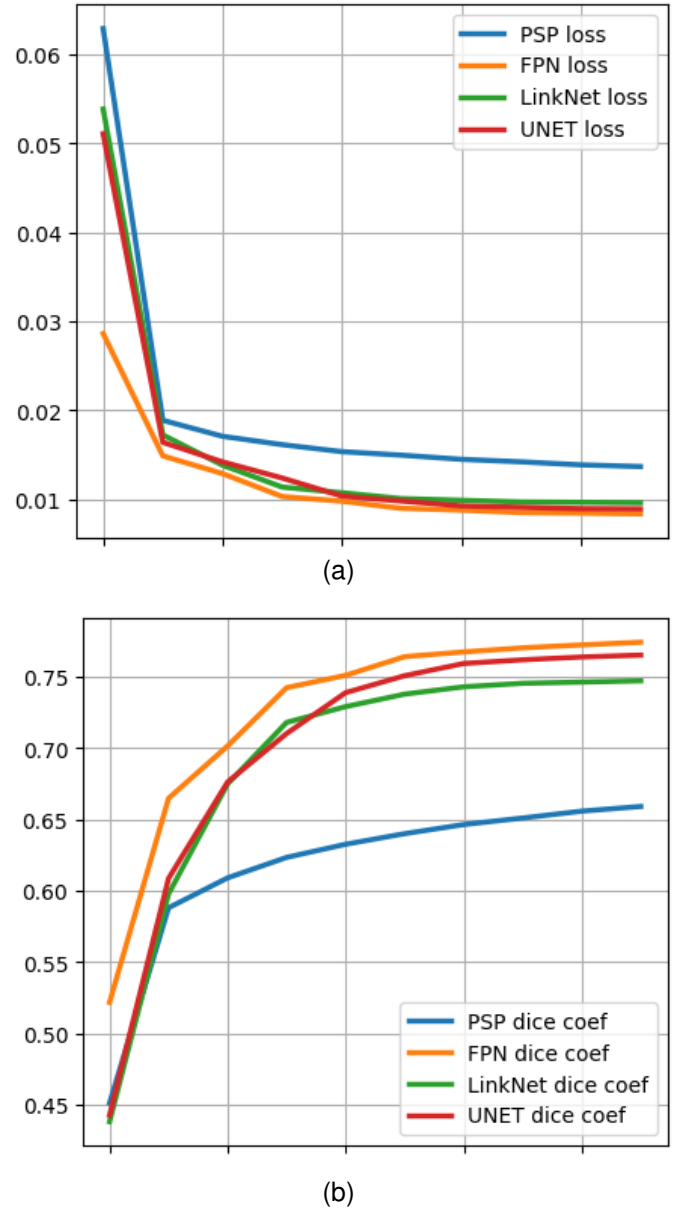 0.06
0.05
0.04
0.03
0.02
0.01
PSP loss
FPN loss
LinkNet loss
UNET loss
(a)
0.75
0.70
0.65
0.60
0.55
0.50
0.45
PSP dice coef
FPN dice coef
LinkNet dice coef
UNET dice coef
(b)